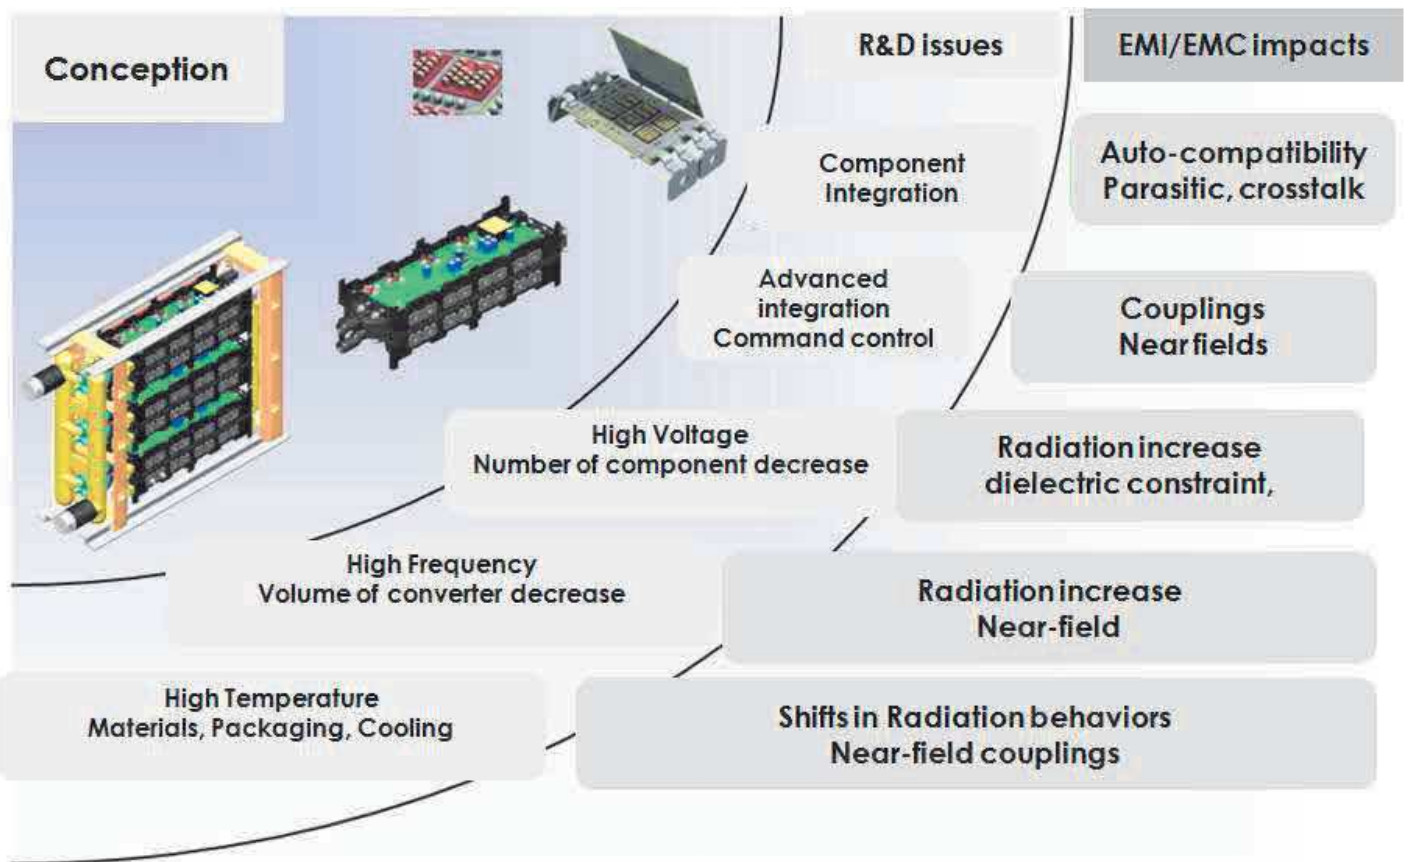 Conception
R&D issues
EMI/EMC impacts
Component
Integration
Auto-compatibility
Parasitic, crosstalk
Advanced
integration
Command control
Couplings
Near fields
High Voltage
Number of component decrease
Radiation increase
dielectric constraint,
High Frequency
Volume of converter decrease
Radiation increase
Near-field
High Temperature
Materials, Packaging, Cooling
Shifts in Radiation behaviors
Near-field couplings